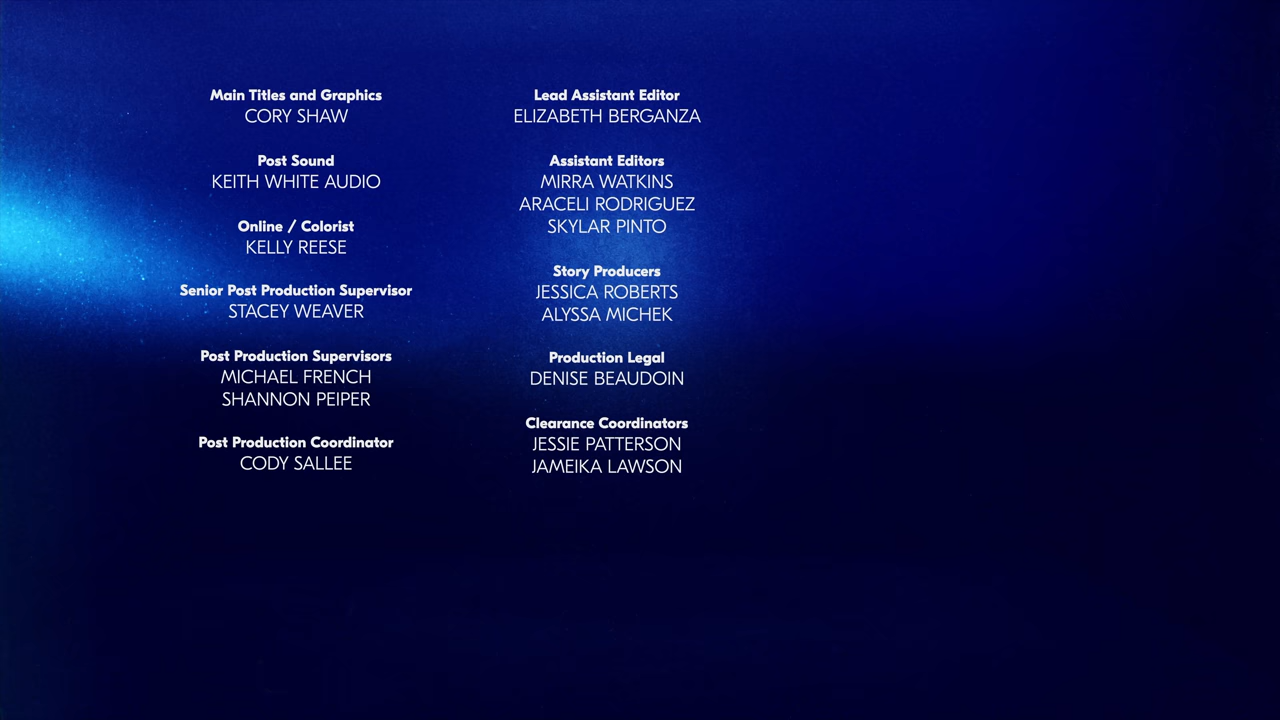 Main Titles and Graphics
CORY SHAW
Post Sound
KEITH WHITE AUDIO
Online / Colorist
KELLY REESE
Senior Post Production Supervisor
STACEY WEAVER
Post Production Supervisors
MICHAEL FRENCH
SHANNON PEIPER
Post Production Coordinator
CODY SALLEE
Lead Assistant Editor
ELIZABETH BERGANZA
Assistant Editors
MIRRA WATKINS
ARACELI RODRIGUEZ
SKYLAR PINTO
Story Producers
JESSICA ROBERTS
ALYSSA MICHEK
Production Legal
DENISE BEAUDOIN
Clearance Coordinators
JESSIE PATTERSON
JAMEIKA LAWSON